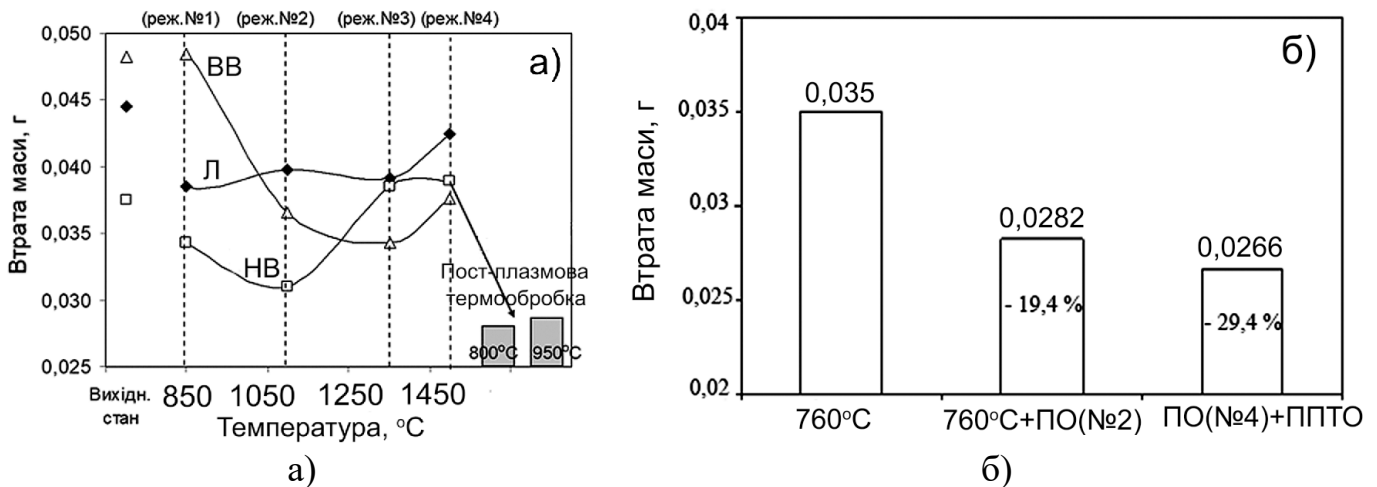 (реж.№1) (реж.№2) (реж.№3) (реж.№4)
а)
Втрата маси, г
0,050
0,045
0,040
0,035
0,030
0,025
ВВ
Л
НВ
Пост-плазмова
термообробка
800°С 950°С
Вихідн.
стан
850 1050 1250 1450
Температура, °С
а)
б)
Втрата маси, г
0,04
0,035
0,03
0,025
0,02
0,035
0,0282
0,0266
- 19,4 %
- 29,4 %
760°С 760°С+ПО(№2) ПО(№4)+ППТО
б)